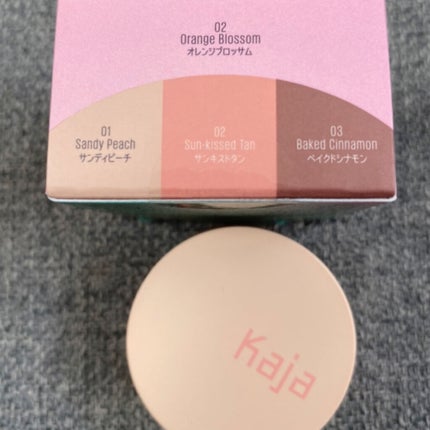 02
Orange Blossom
オレンジブロッサム
01
Sandy Peach
サンディピーチ
02
Sun-kissed Tan
サンキストタン
03
Baked Cinnamon
ベイクドシナモン
Kaja